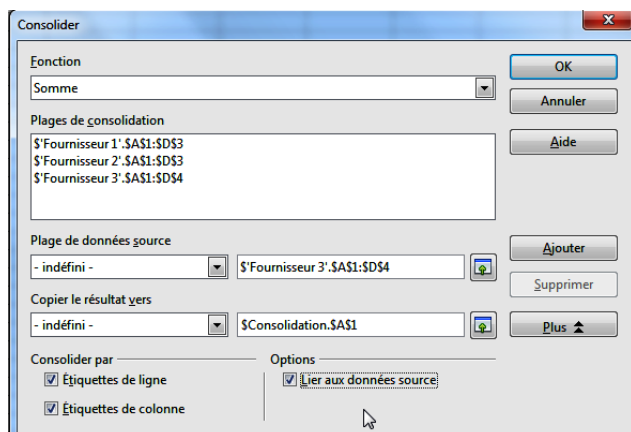 Consolider
Fonction
Somme
OK
Annuler
Plages de consolidation
Aide
$'Fournisseur 1'.$A$1:$D$3
$'Fournisseur 2'.$A$1:$D$3
$'Fournisseur 3'.$A$1:$D$4
Plage de données source
Ajouter
- indéfini -
$'Fournisseur 3'.$A$1:$D$4
Supprimer
Copier le résultat vers
- indéfini -
$Consolidation.$A$1
Plus
Consolider par
Options
Étiquettes de ligne
Lier aux données source
Étiquettes de colonne